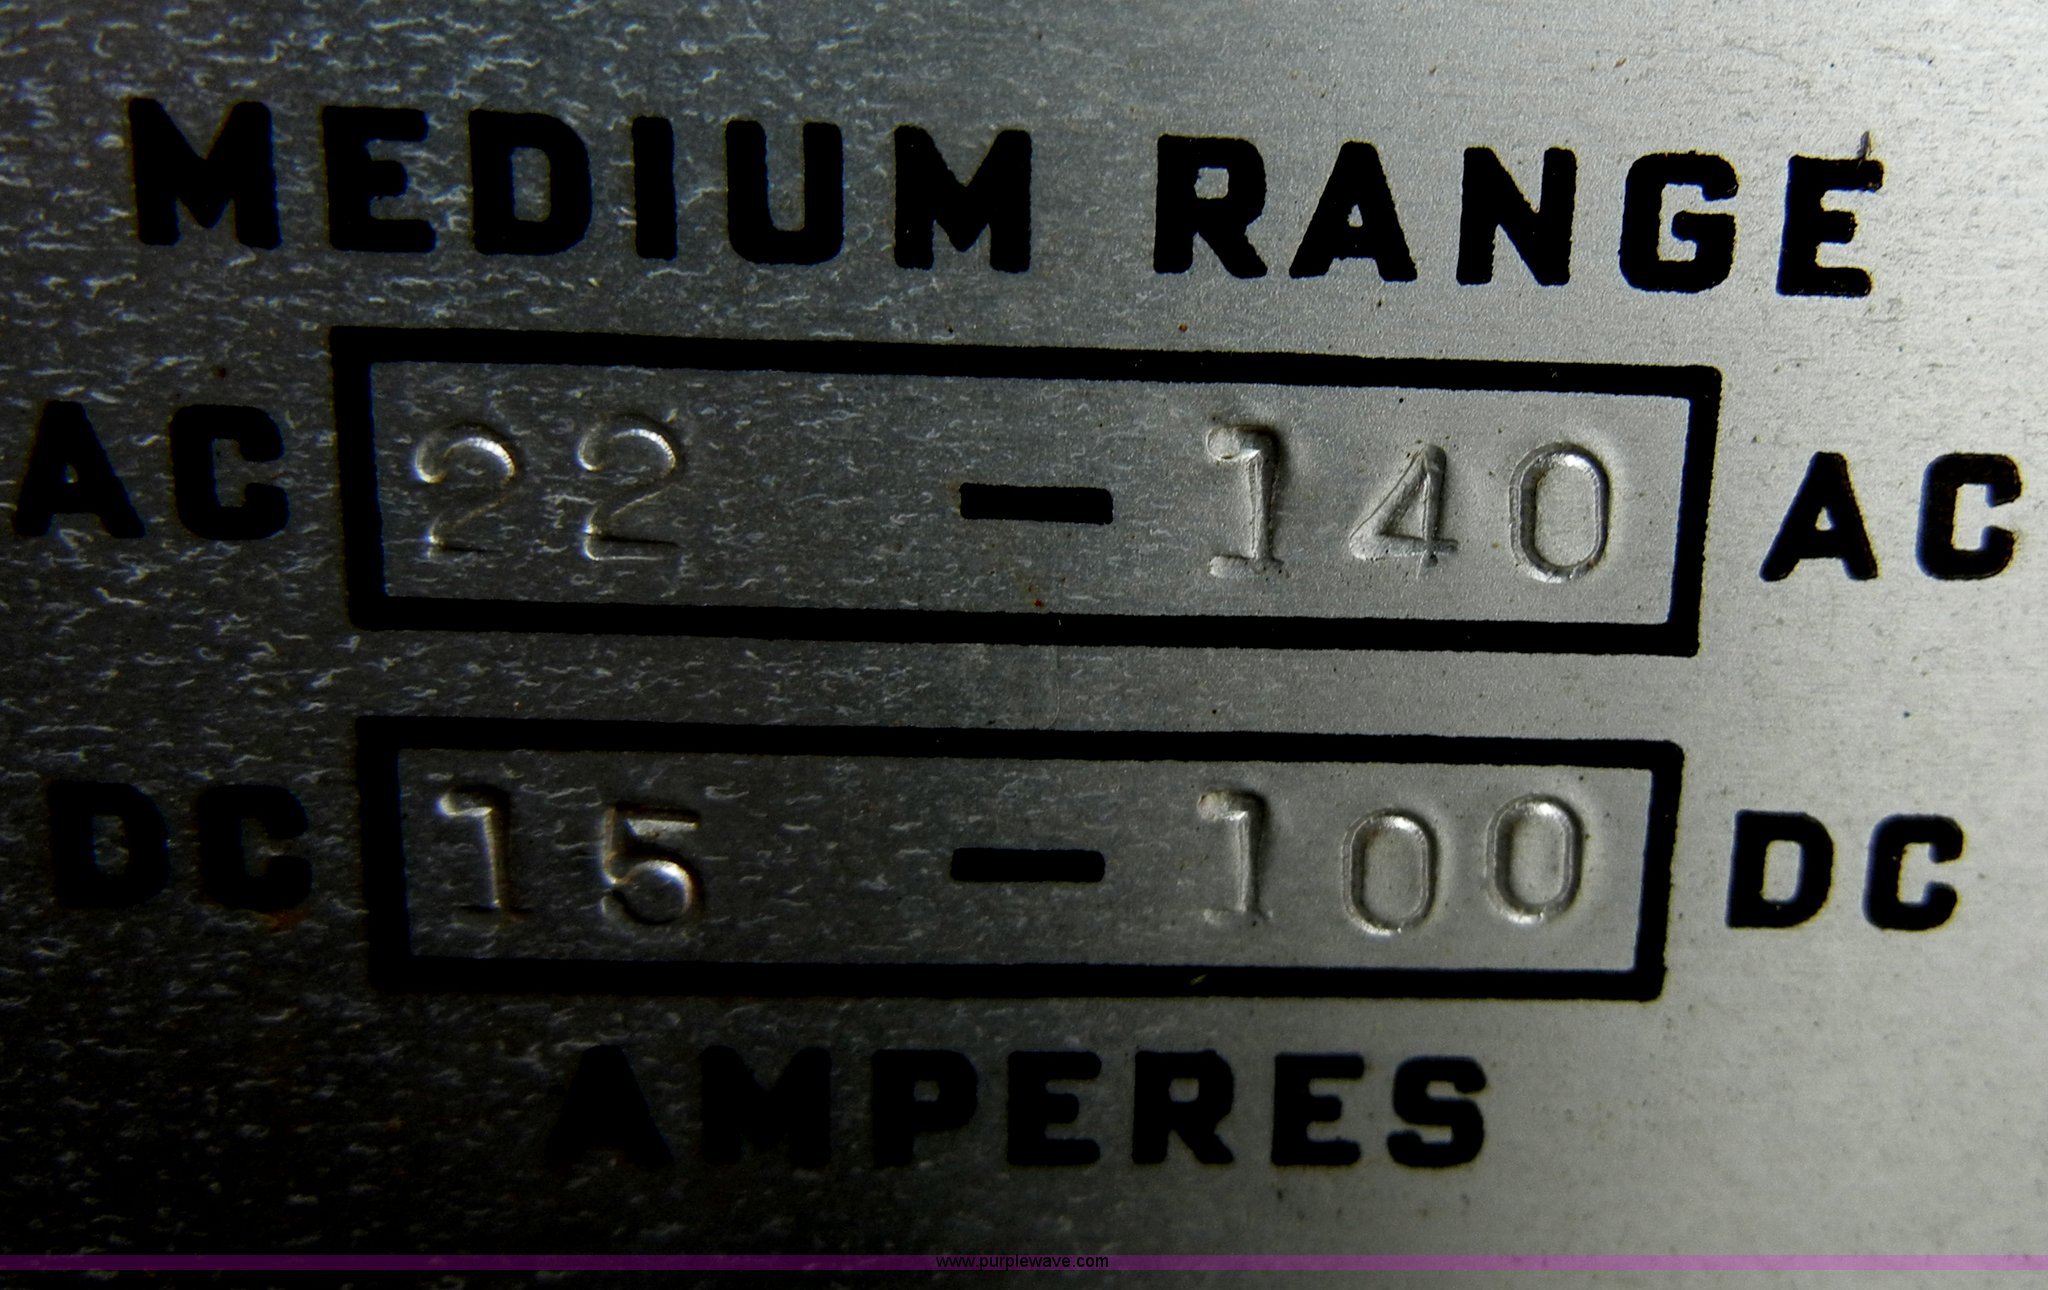 MEDIUM RANGE
AC 22 - 140 AC
DC 15 - 100 DC
AMPERES
www.purplewave.com